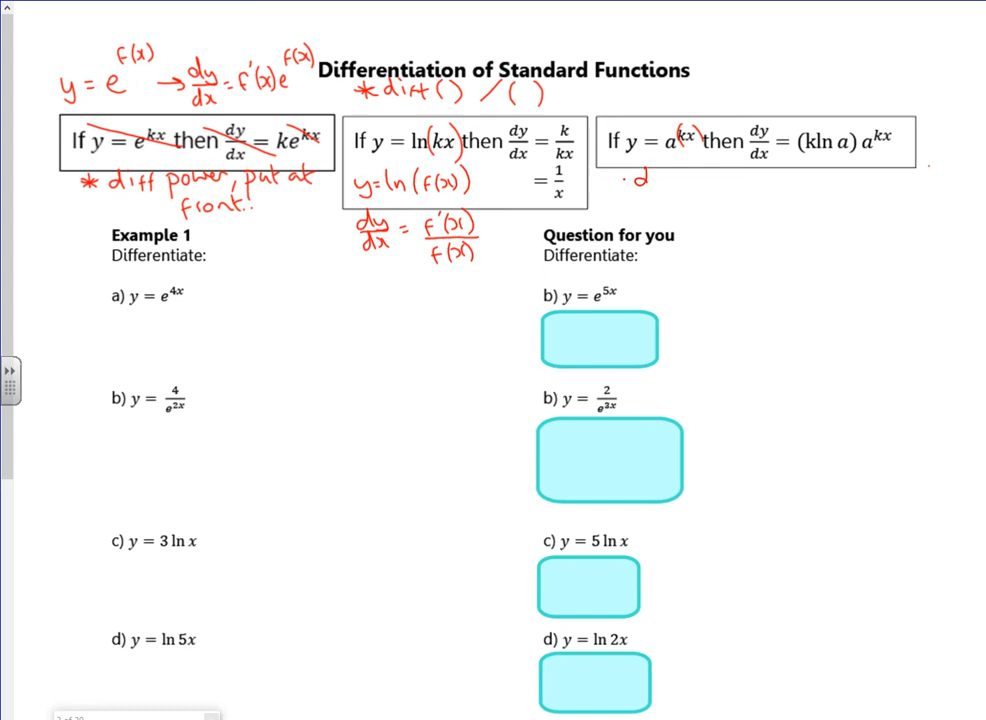 y = e^f(x) → dy/dx = f'(x)e^f(x)
Differentiation of Standard Functions
* diff ( ) / ( )
If y = e^kx then dy/dx = ke^kx
* diff power, put at
front!!
If y = ln(kx) then dy/dx = k/kx
= 1/x
y = ln (f(x))
dy/dx = f'(x)/f(x)
If y = a^(kx) then dy/dx = (kln a) a^kx
· d
Example 1
Differentiate:
a) y = e^4x
b) y = 4/e^2x
c) y = 3 ln x
d) y = ln 5x
Question for you
Differentiate:
b) y = e^5x
b) y = 2/e^3x
c) y = 5 ln x
d) y = ln 2x